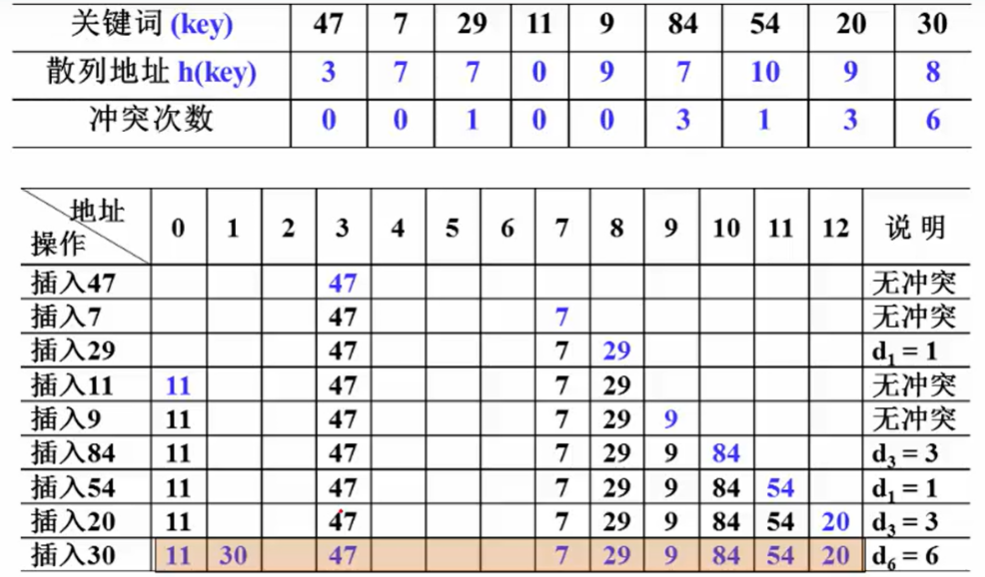 关键词 (key) 47 7 29 11 9 84 54 20 30
散列地址 h(key) 3 7 7 0 9 7 10 9 8
冲突次数 0 0 1 0 0 3 1 3 6
地址 0 1 2 3 4 5 6 7 8 9 10 11 12 说明
操作
插入47 47 无冲突
插入7 47 7 无冲突
插入29 47 7 29 d₁ = 1
插入11 11 47 7 29 无冲突
插入9 11 47 7 29 9 无冲突
插入84 11 47 7 29 9 84 d₃ = 3
插入54 11 47 7 29 9 84 54 d₁ = 1
插入20 11 47 7 29 9 84 54 20 d₃ = 3
插入30 11 30 47 7 29 9 84 54 20 d₆ = 6